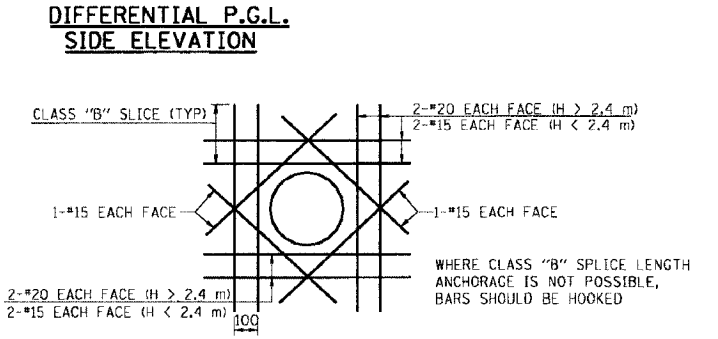 DIFFERENTIAL P.G.L.
SIDE ELEVATION
CLASS "B" SLICE (TYP)
2-#20 EACH FACE (H > 2.4 m)
2-#15 EACH FACE (H < 2.4 m)
1-#15 EACH FACE
1-#15 EACH FACE
WHERE CLASS "B" SPLICE LENGTH
ANCHORAGE IS NOT POSSIBLE,
BARS SHOULD BE HOOKED
2-#20 EACH FACE (H > 2.4 m)
2-#15 EACH FACE (H < 2.4 m)
100